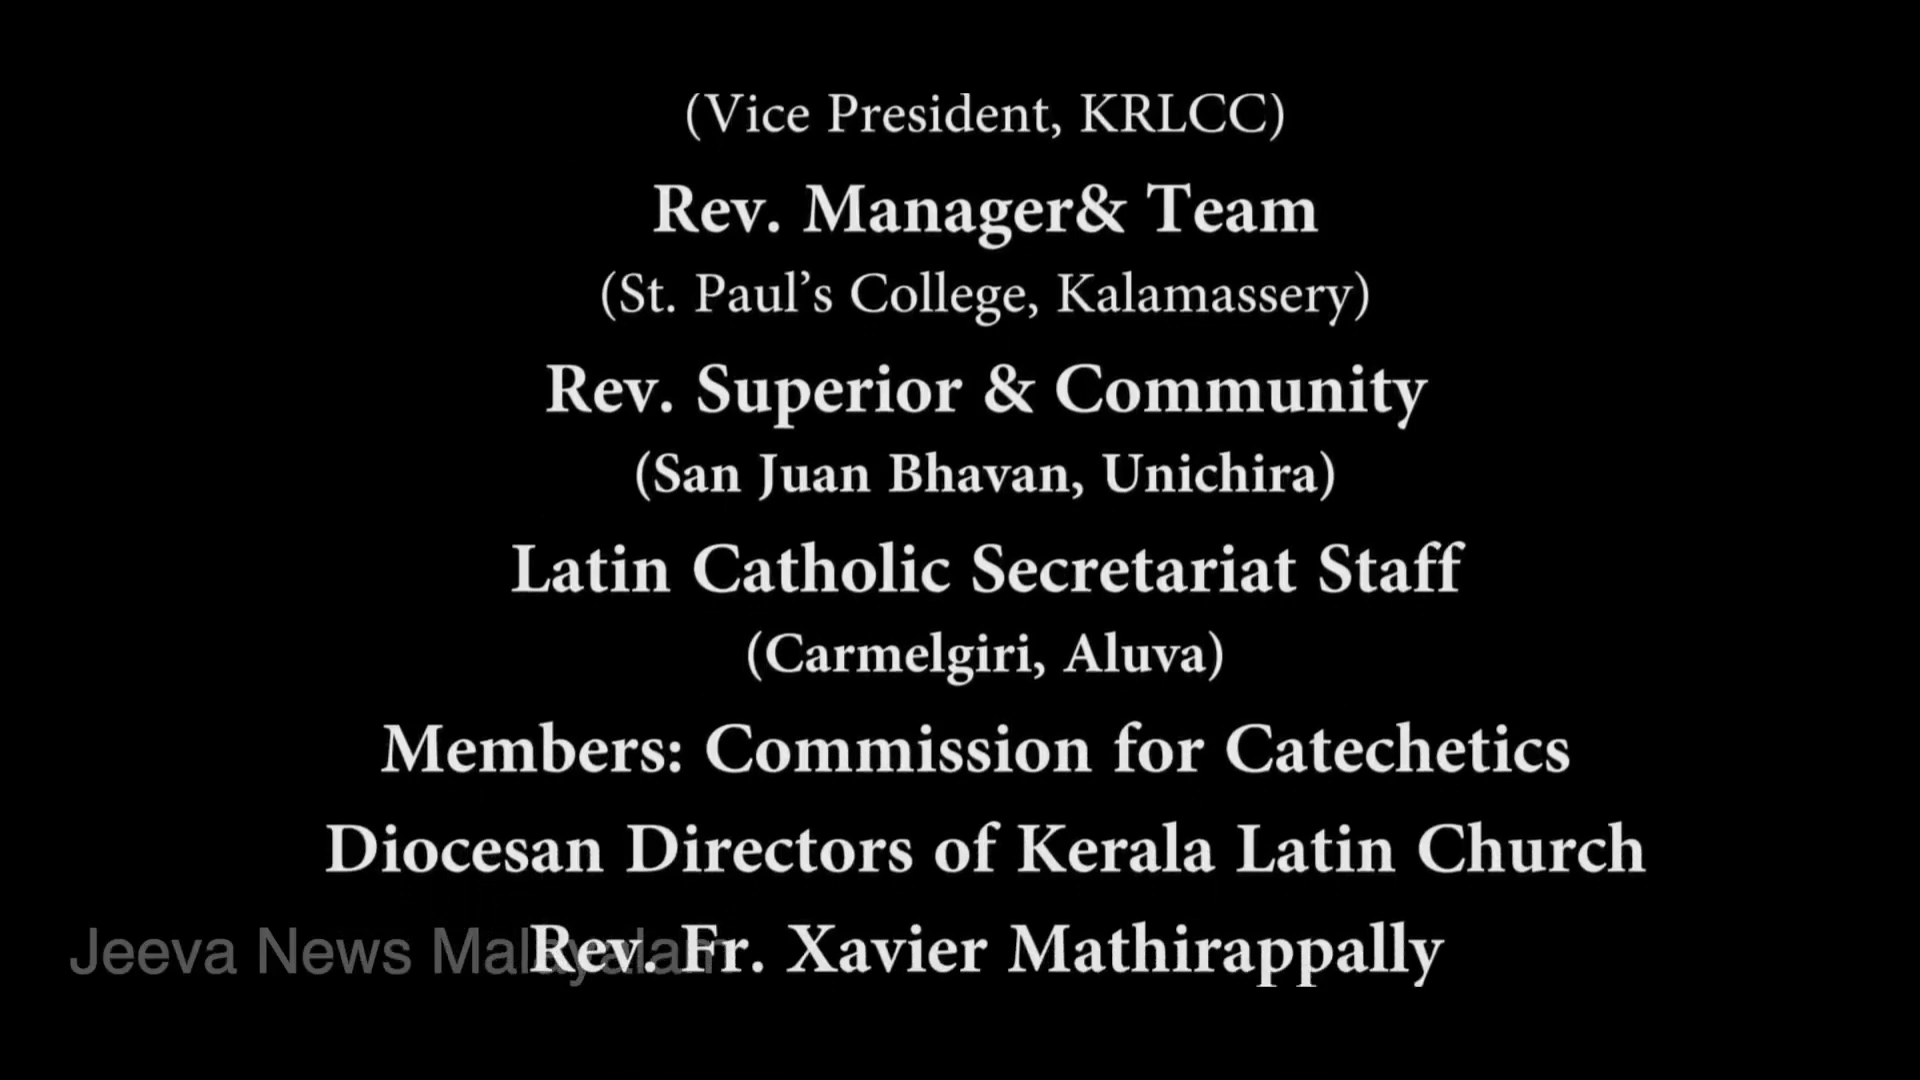 (Vice President, KRLCC)
Rev. Manager& Team
(St. Paul’s College, Kalamassery)
Rev. Superior & Community
(San Juan Bhavan, Unichira)
Latin Catholic Secretariat Staff
(Carmelgiri, Aluva)
Members: Commission for Catechetics
Diocesan Directors of Kerala Latin Church
Rev. Fr. Xavier Mathirappally
Jeeva News Malayalam